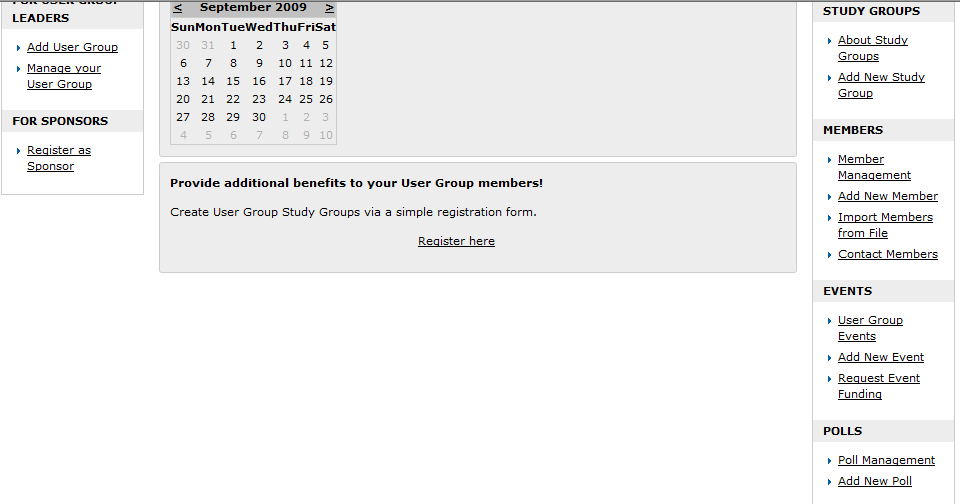 FOR USER GROUP
LEADERS
Add User Group
Manage your
User Group
FOR SPONSORS
Register as
Sponsor
< September 2009 >
Sun Mon Tue Wed Thu Fri Sat
30 31 1 2 3 4 5
6 7 8 9 10 11 12
13 14 15 16 17 18 19
20 21 22 23 24 25 26
27 28 29 30 1 2 3
4 5 6 7 8 9 10
Provide additional benefits to your User Group members!
Create User Group Study Groups via a simple registration form.
Register here
STUDY GROUPS
About Study
Groups
Add New Study
Group
MEMBERS
Member
Management
Add New Member
Import Members
from File
Contact Members
EVENTS
User Group
Events
Add New Event
Request Event
Funding
POLLS
Poll Management
Add New Poll